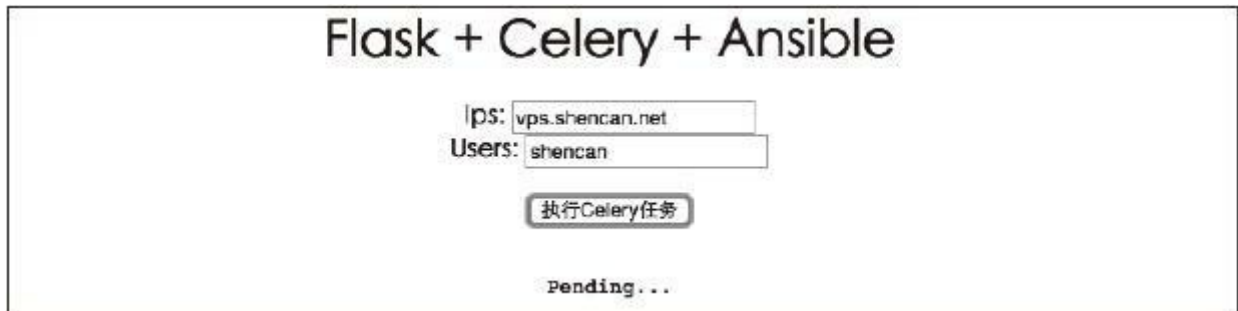 Flask + Celery + Ansible
Ips: vps.shencan.net
Users: shencan
执行Celery任务
Pending...